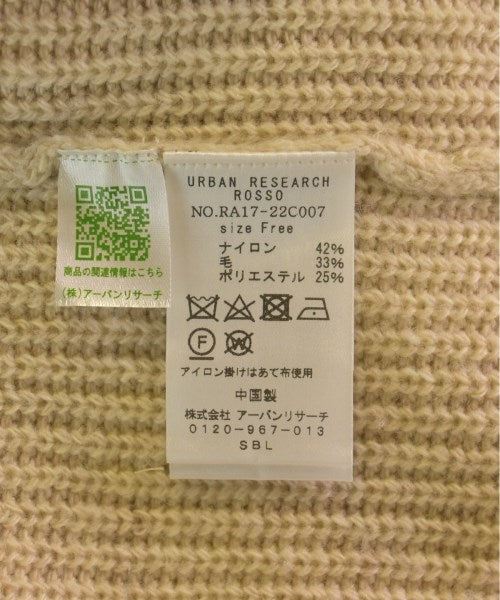 商品の関連情報はこちら
(株)アーバンリサーチ
URBAN RESEARCH
ROSSO
NO.RA17-22C007
size Free
ナイロン 42%
毛 33%
ポリエステル 25%
F W
アイロン掛けはあて布使用
中国製
株式会社 アーバンリサーチ
0120-967-013
SBL